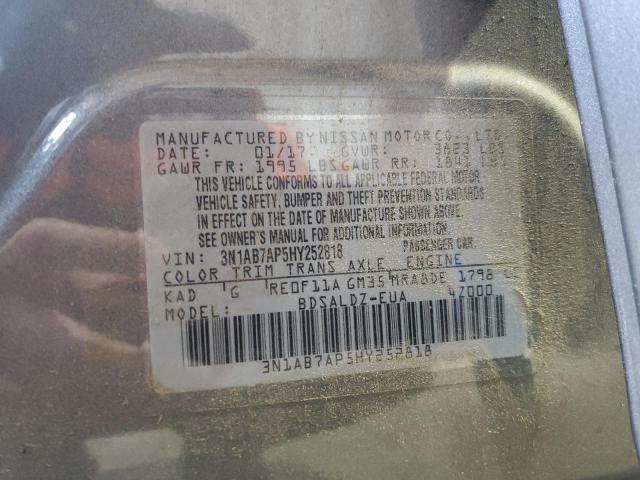 MANUFACTURED BY NISSAN MOTOR CO., LTD.
DATE: 01/17 GVWR: 3623 LBS
GAWR FR: 1995 LBS GAWR RR: 1841 LBS
THIS VEHICLE CONFORMS TO ALL APPLICABLE FEDERAL MOTOR
VEHICLE SAFETY, BUMPER AND THEFT PREVENTION STANDARDS
IN EFFECT ON THE DATE OF MANUFACTURE SHOWN ABOVE.
SEE OWNER'S MANUAL FOR ADDITIONAL INFORMATION.
VIN: 3N1AB7AP5HY252818 PASSENGER CAR.
COLOR TRIM TRANS AXLE ENGINE
KAD G RE0F11A GM35 MRA8DE 1798 CC
MODEL: BDSALDZ-EUA 4Z000
3N1AB7AP5HY252818